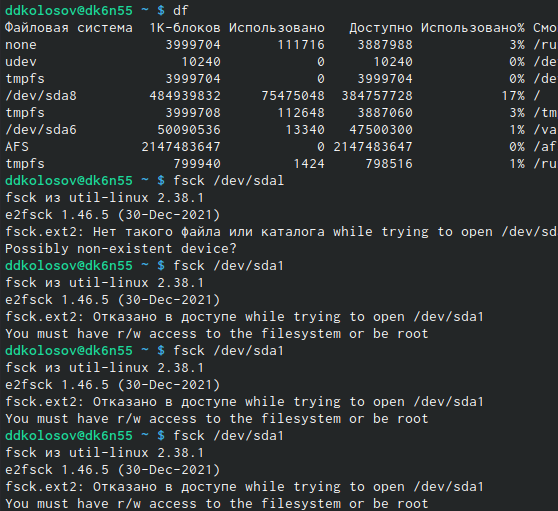 ddkolosov@dk6n55 ~ $ df
Файловая система 1K-блоков Использовано Доступно Использовано% Смо
none 3999704 111716 3887988 3% /ru
udev 10240 0 10240 0% /de
tmpfs 3999704 0 3999704 0% /de
/dev/sda8 484939832 75475048 384757728 17% /
tmpfs 3999708 112648 3887060 3% /tm
/dev/sda6 50090536 13340 47500300 1% /va
AFS 2147483647 0 2147483647 0% /af
tmpfs 799940 1424 798516 1% /ru
ddkolosov@dk6n55 ~ $ fsck /dev/sdal
fsck из util-linux 2.38.1
e2fsck 1.46.5 (30-Dec-2021)
fsck.ext2: Нет такого файла или каталога while trying to open /dev/sd
Possibly non-existent device?
ddkolosov@dk6n55 ~ $ fsck /dev/sda1
fsck из util-linux 2.38.1
e2fsck 1.46.5 (30-Dec-2021)
fsck.ext2: Отказано в доступе while trying to open /dev/sda1
You must have r/w access to the filesystem or be root
ddkolosov@dk6n55 ~ $ fsck /dev/sda1
fsck из util-linux 2.38.1
e2fsck 1.46.5 (30-Dec-2021)
fsck.ext2: Отказано в доступе while trying to open /dev/sda1
You must have r/w access to the filesystem or be root
ddkolosov@dk6n55 ~ $ fsck /dev/sda1
fsck из util-linux 2.38.1
e2fsck 1.46.5 (30-Dec-2021)
fsck.ext2: Отказано в доступе while trying to open /dev/sda1
You must have r/w access to the filesystem or be root